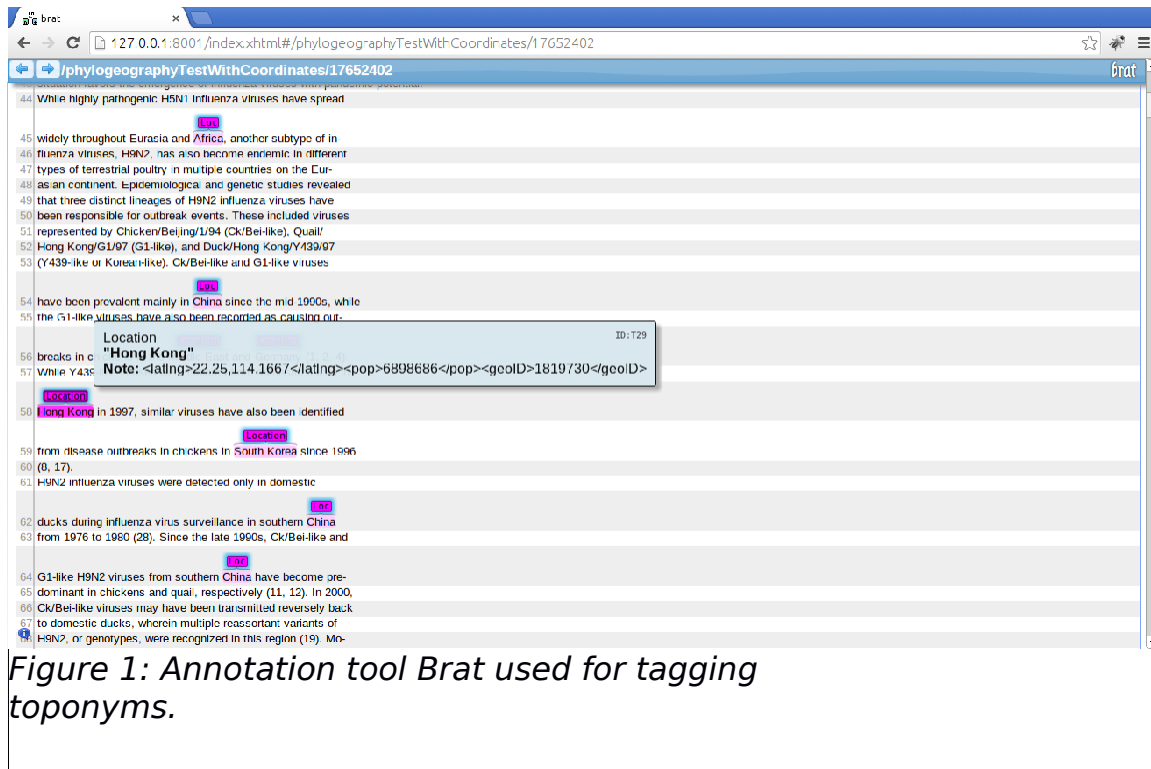 brat
127.0.0.1:8001/index.xhtml#/phylogeographyTestWithCoordinates/17652402
/phylogeographyTestWithCoordinates/17652402
brat
44 While highly pathogenic H5N1 influenza viruses have spread
Loc
45 widely throughout Eurasia and Africa, another subtype of in
46 fluenza viruses, H9N2, has also become endemic in different
47 types of terrestrial poultry in multiple countries on the Eur-
48 asian continent. Epidemiological and genetic studies revealed
49 that three distinct lineages of H9N2 influenza viruses have
50 been responsible for outbreak events. These included viruses
51 represented by Chicken/Beijing/1/94 (Ck/Bei-like), Quail/
52 Hong Kong/G1/97 (G1-like), and Duck/Hong Kong/Y439/97
53 (Y439-like or Korean-like). Ck/Bei-like and G1-like viruses
Loc
54 have been prevalent mainly in China since the mid 1990s, while
55 the G1-like viruses have also been recorded as causing out-
Location ID:T29
"Hong Kong"
Note: <latlng>22.25,114.1667</latlng><pop>6898686</pop><geoID>1819730</geoID>
56 breaks in c
57 While Y439
Location
58 Hong Kong in 1997, similar viruses have also been identified
Location
59 from disease outbreaks in chickens in South Korea since 1996
60 (8, 17).
61 H9N2 influenza viruses were detected only in domestic
Loc
62 ducks during influenza virus surveillance in southern China
63 from 1976 to 1980 (28). Since the late 1990s, Ck/Bei-like and
Loc
64 G1-like H9N2 viruses from southern China have become pre-
65 dominant in chickens and quail, respectively (11, 12). In 2000,
66 Ck/Bei-like viruses may have been transmitted reversely back
67 to domestic ducks, wherein multiple reassortant variants of
68 H9N2, or genotypes, were recognized in this region (19). Mo-
Figure 1: Annotation tool Brat used for tagging
toponyms.